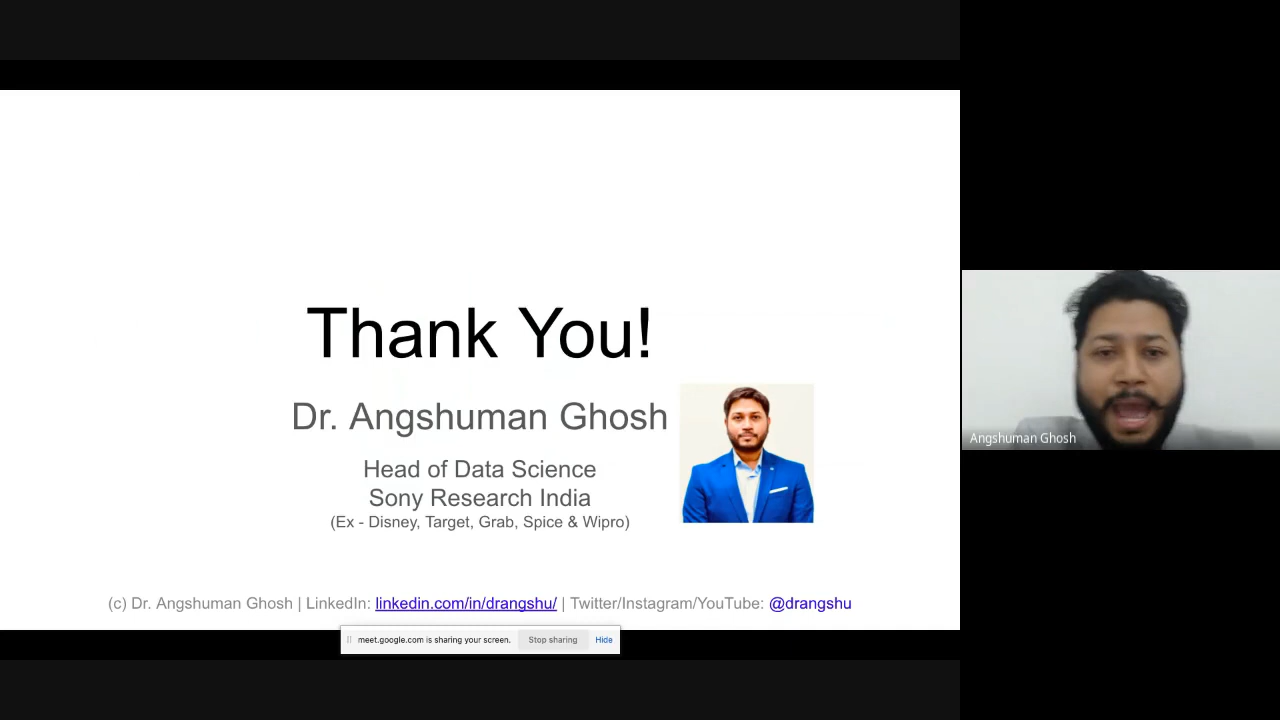 Thank You!
Dr. Angshuman Ghosh
Head of Data Science
Sony Research India
(Ex - Disney, Target, Grab, Spice & Wipro)
(c) Dr. Angshuman Ghosh | LinkedIn: linkedin.com/in/drangshu/ | Twitter/Instagram/YouTube: @drangshu
meet.google.com is sharing your screen. Stop sharing Hide
Angshuman Ghosh